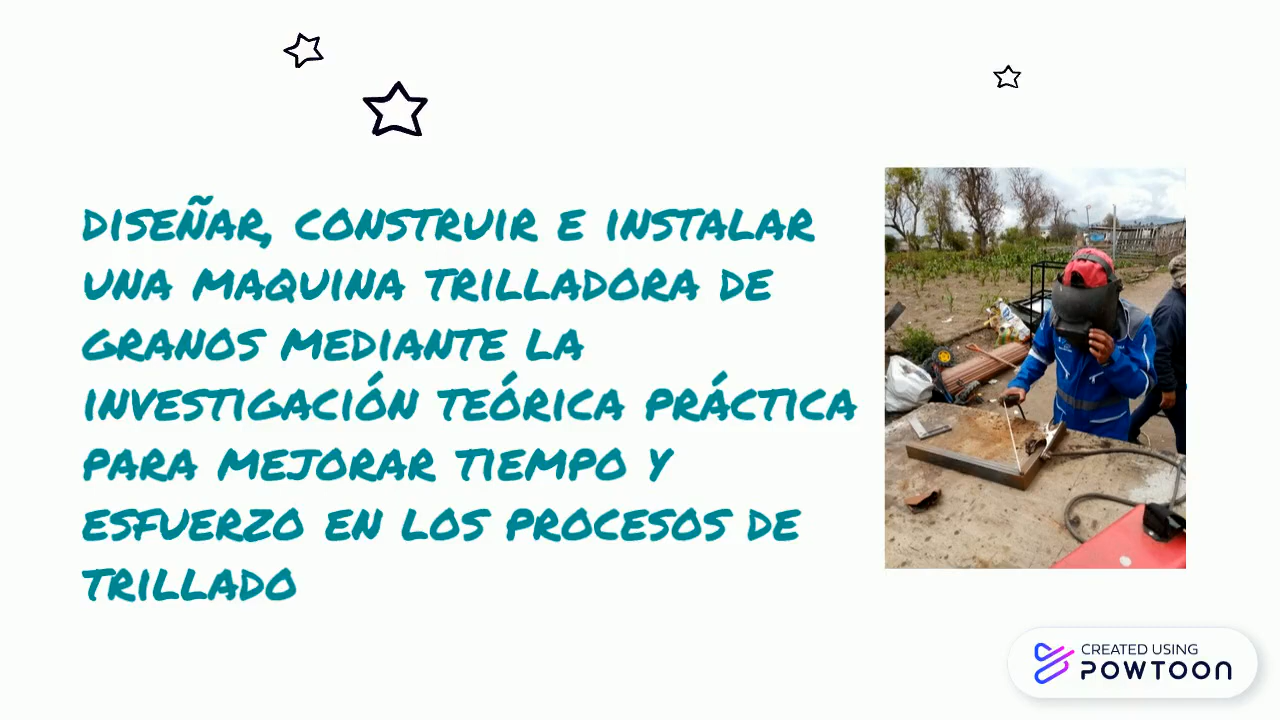 DISEÑAR, CONSTRUIR E INSTALAR
UNA MAQUINA TRILLADORA DE
GRANOS MEDIANTE LA
INVESTIGACIÓN TEÓRICA PRÁCTICA
PARA MEJORAR TIEMPO Y
ESFUERZO EN LOS PROCESOS DE
TRILLADO
CREATED USING
POWTOON